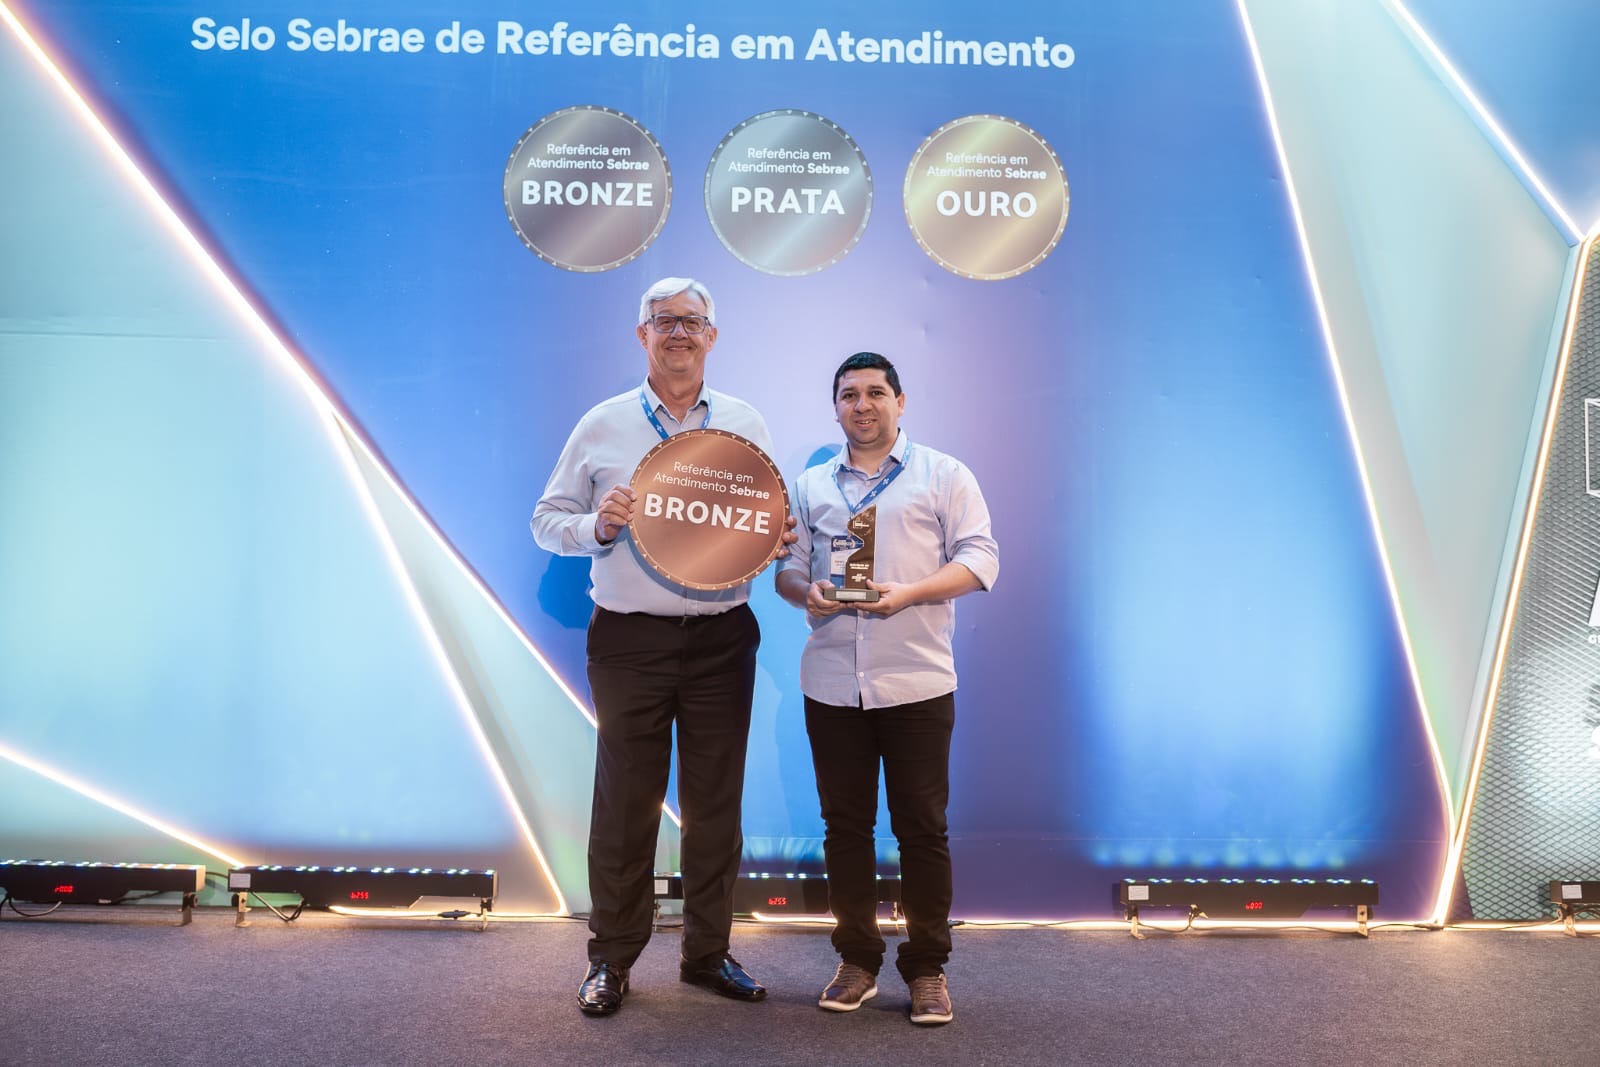 Selo Sebrae de Referência em Atendimento
Referência em
Atendimento Sebrae
BRONZE
Referência em
Atendimento Sebrae
PRATA
Referência em
Atendimento Sebrae
OURO
Referência em
Atendimento Sebrae
BRONZE